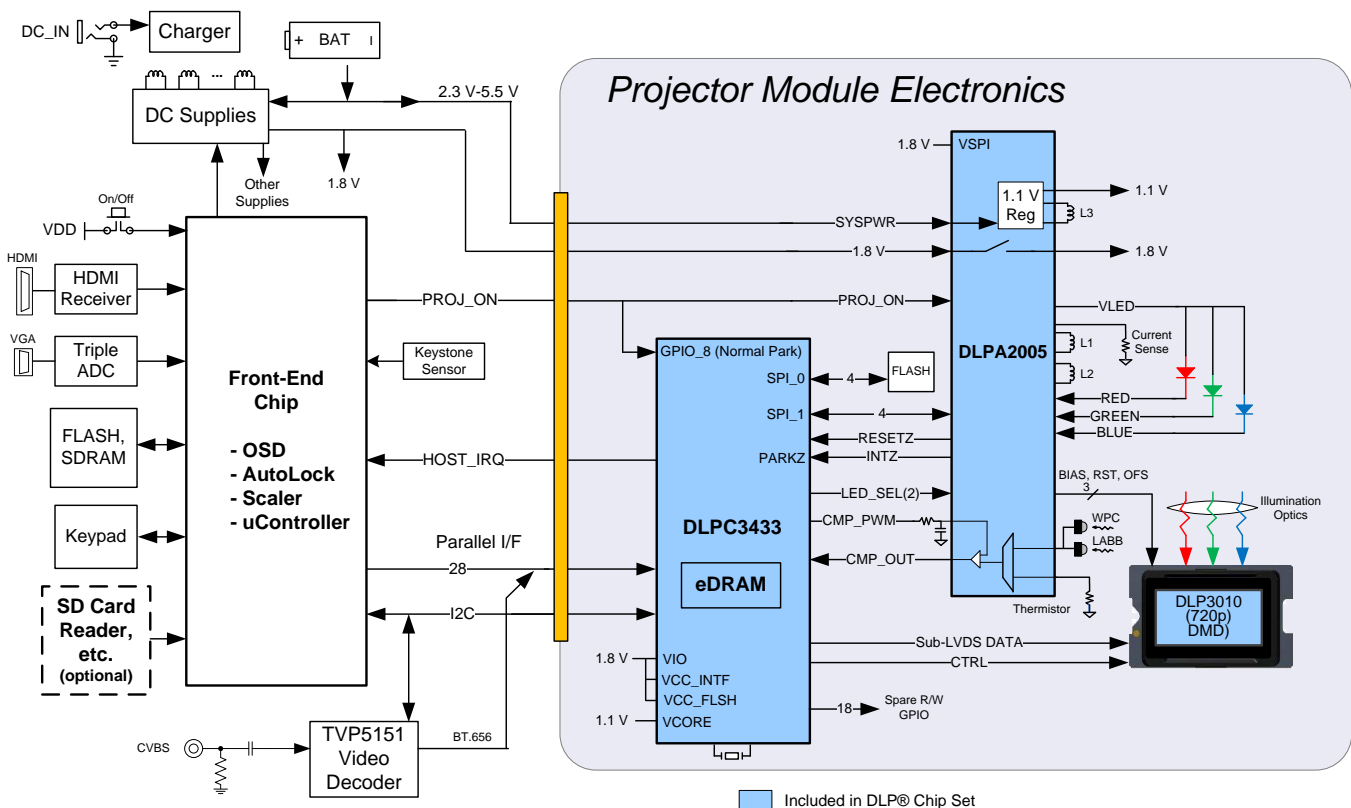 DC_IN
Charger
+ BAT I
DC Supplies
...
2.3 V-5.5 V
Other
Supplies
1.8 V
On/Off
VDD
HDMI
HDMI
Receiver
VGA
Triple
ADC
FLASH,
SDRAM
Keypad
SD Card
Reader,
etc.
(optional)
Front-End
Chip
- OSD
- AutoLock
- Scaler
- uController
PROJ_ON
Keystone
Sensor
HOST_IRQ
Parallel I/F
28
I2C
CVBS
TVP5151
Video
Decoder
BT.656
Projector Module Electronics
SYSPWR
1.8 V
PROJ_ON
GPIO_8 (Normal Park)
SPI_0
4
FLASH
SPI_1
4
RESETZ
PARKZ
INTZ
LED_SEL(2)
DLPC3433
CMP_PWM
CMP_OUT
eDRAM
Sub-LVDS DATA
CTRL
1.8 V
VIO
VCC_INTF
VCC_FLSH
1.1 V
VCORE
18
Spare R/W
GPIO
1.8 V
VSPI
1.1 V
Reg
L3
1.1 V
1.8 V
DLPA2005
VLED
Current
Sense
L1
L2
RED
GREEN
BLUE
BIAS, RST, OFS
3
WPC
LABB
Thermistor
Illumination
Optics
DLP3010
(720p)
DMD)
Included in DLP® Chip Set